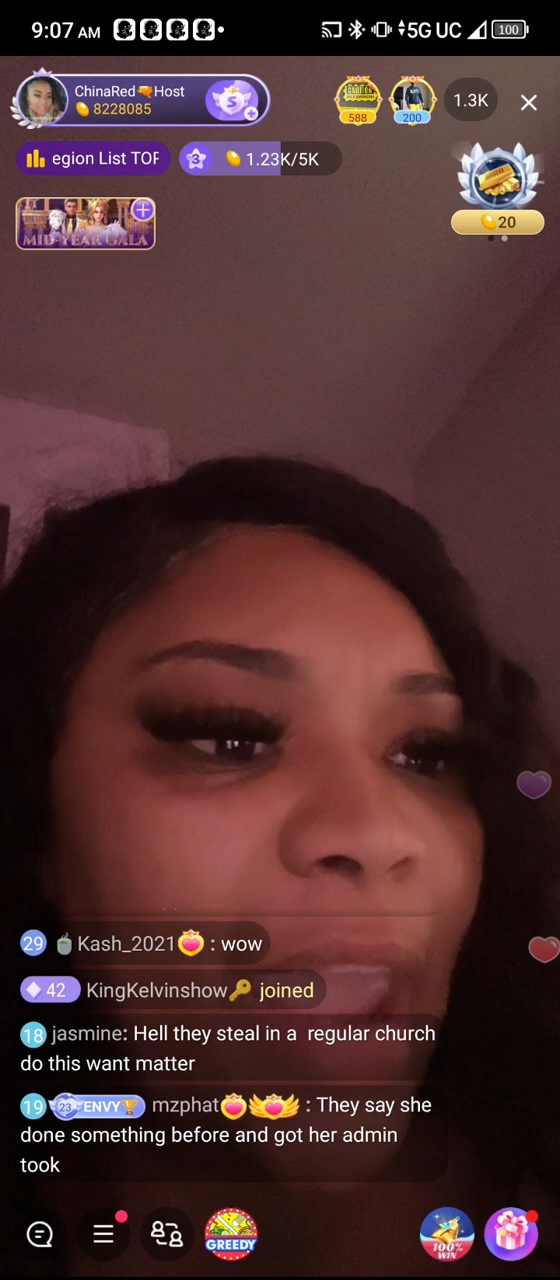 9:07 AM
5G UC
100
ChinaRed🔫Host
8228085
S
588
200
1.3K
egion List TOP
3
1.23K/5K
MID-YEAR GALA
20
29 Kash_2021 : wow
42 KingKelvinshow🔑 joined
18 jasmine: Hell they steal in a regular church
do this want matter
19 23 ENVY🏆 mzphat : They say she
done something before and got her admin
took
GREEDY
100%
WIN